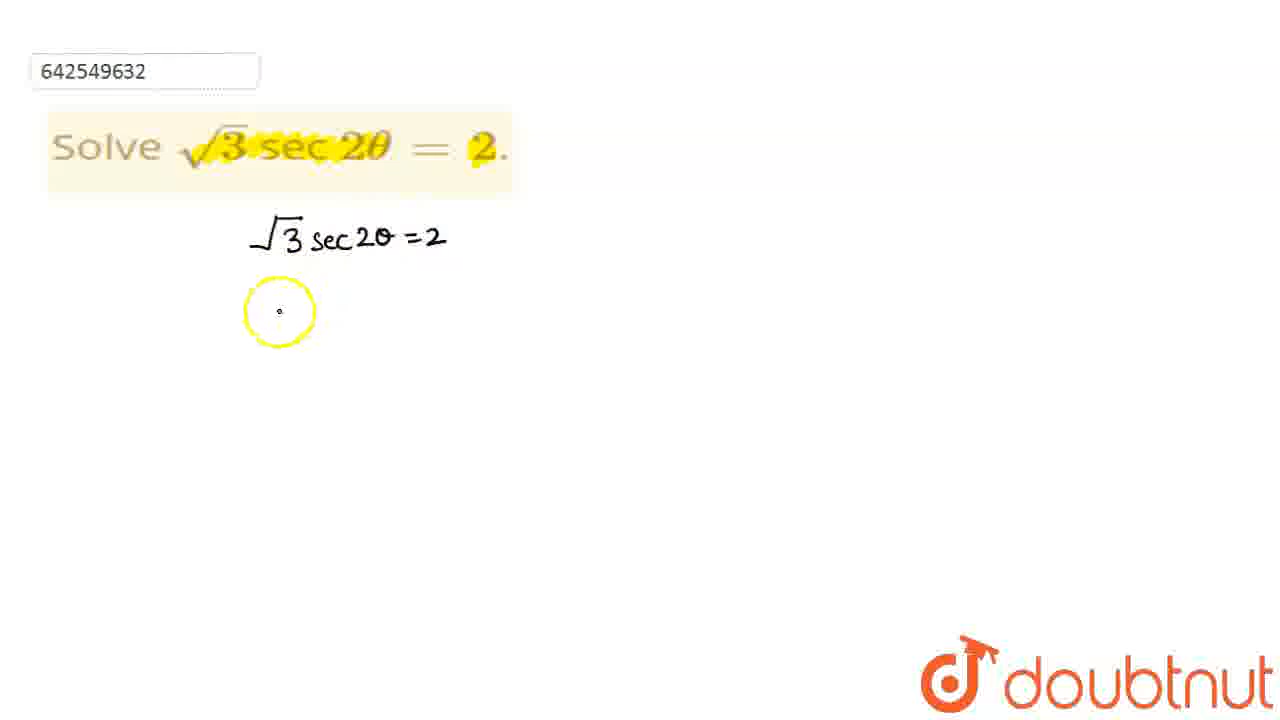 642549632
Solve √3 sec 2θ = 2.
√3 sec 2θ = 2
doubtnut